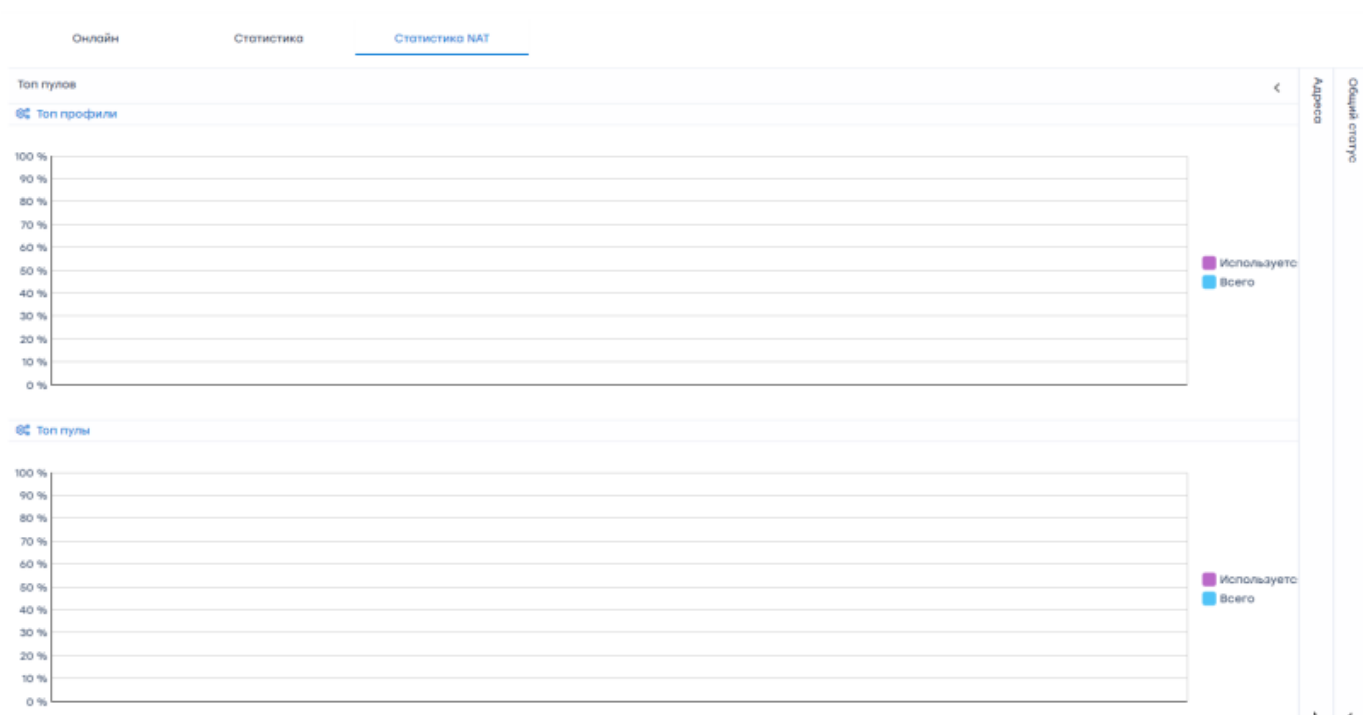 Онлайн Статистика Статистика NAT
Топ пулов
Топ профили
100 %
90 %
80 %
70 %
60 %
50 %
40 %
30 %
20 %
10 %
0 %
Используетс
Всего
Топ пулы
100 %
90 %
80 %
70 %
60 %
50 %
40 %
30 %
20 %
10 %
0 %
Используетс
Всего
Адреса
Общий статус